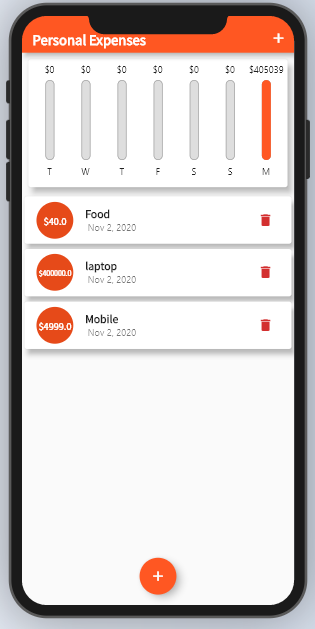 Personal Expenses +
$0 $0 $0 $0 $0 $0 $405039
T W T F S S M
$40.0 Food
Nov 2, 2020
$400000.0 laptop
Nov 2, 2020
$4999.0 Mobile
Nov 2, 2020
+